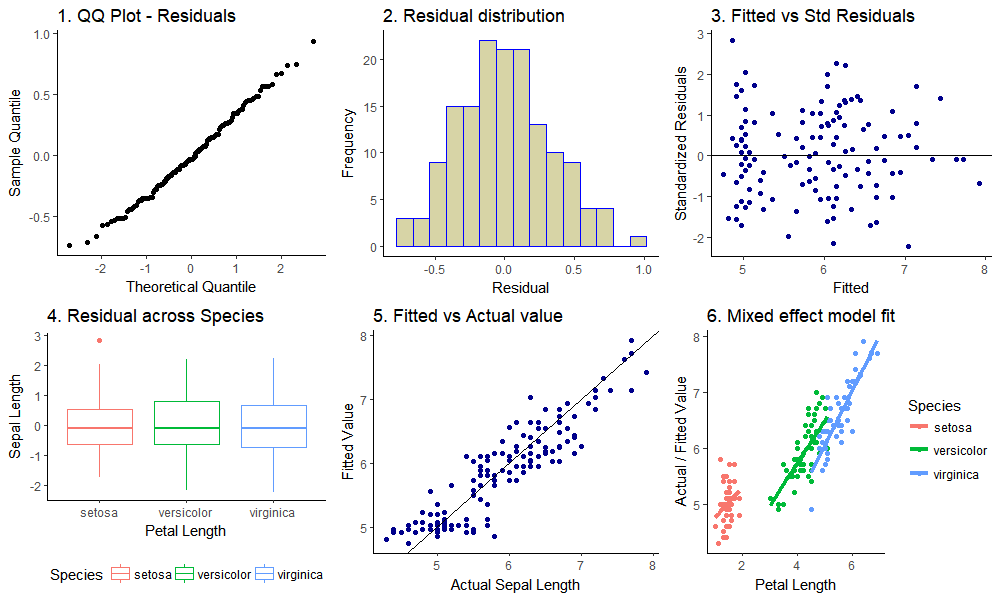 1. QQ Plot - Residuals
1.0
0.5
0.0
-0.5
Sample Quantile
-2
-1
0
1
2
Theoretical Quantile
2. Residual distribution
20
15
10
5
0
Frequency
-0.5
0.0
0.5
1.0
Residual
3. Fitted vs Std Residuals
3
2
1
0
-1
-2
Standardized Residuals
5
6
7
8
Fitted
4. Residual across Species
3
2
1
0
-1
-2
Sepal Length
setosa
versicolor
virginica
Petal Length
Species
setosa
versicolor
virginica
5. Fitted vs Actual value
8
7
6
5
Fitted Value
5
6
7
8
Actual Sepal Length
6. Mixed effect model fit
8
7
6
5
Actual / Fitted Value
2
4
6
Petal Length
Species
setosa
versicolor
virginica